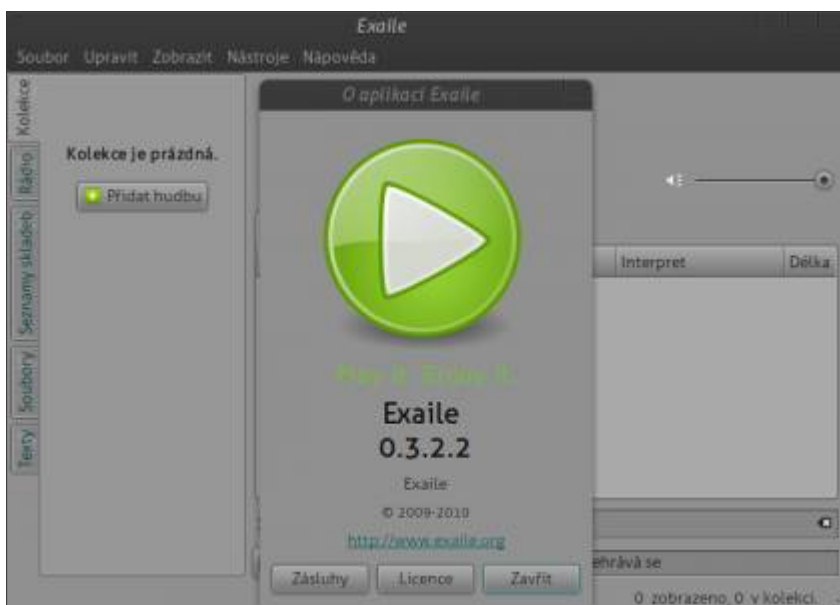 Exaile
Soubor Upravit Zobrazit Nástroje Nápověda
O aplikaci Exaile
Kolekce
Rádio
Seznamy skladeb
Soubory
Texty
Kolekce je prázdná.
Přidat hudbu
Interpret Délka
Play it. Enjoy it.
Exaile
0.3.2.2
Exaile
© 2009-2010
http://www.exaile.org
Zásluhy Licence Zavřít
ehrává se
0 zobrazeno, 0 v kolekci.